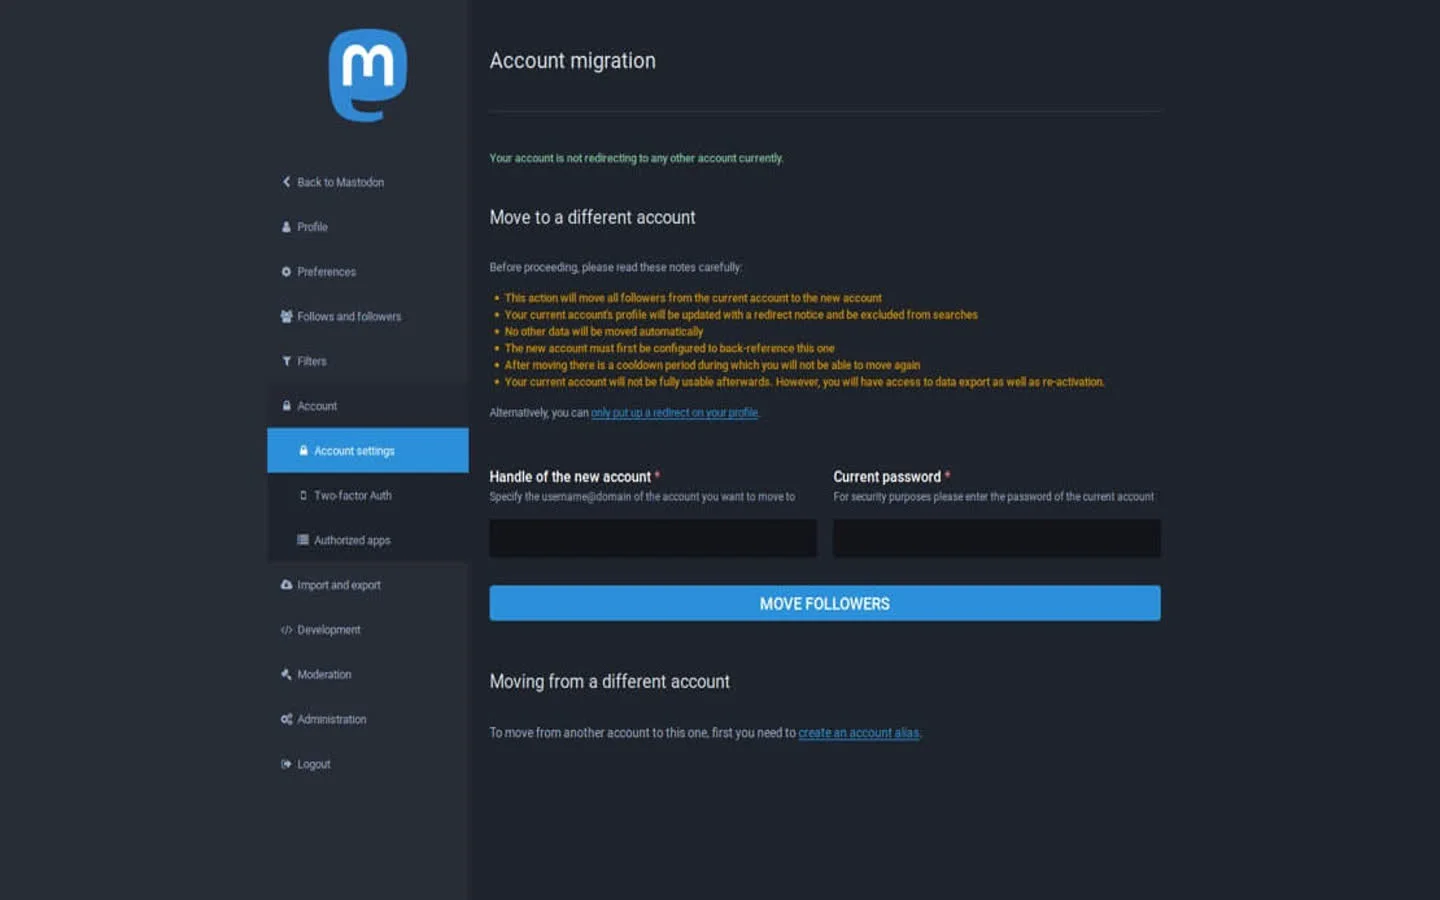 Account migration
Your account is not redirecting to any other account currently.
Back to Mastodon
Profile
Preferences
Follows and followers
Filters
Account
Account settings
Two-factor Auth
Authorized apps
Import and export
Development
Moderation
Administration
Logout
Move to a different account
Before proceeding, please read these notes carefully:
• This action will move all followers from the current account to the new account
• Your current account's profile will be updated with a redirect notice and be excluded from searches
• No other data will be moved automatically
• The new account must first be configured to back-reference this one
• After moving there is a cooldown period during which you will not be able to move again
• Your current account will not be fully usable afterwards. However, you will have access to data export as well as re-activation.
Alternatively, you can only put up a redirect on your profile.
Handle of the new account *
Specify the username@domain of the account you want to move to
Current password *
For security purposes please enter the password of the current account
MOVE FOLLOWERS
Moving from a different account
To move from another account to this one, first you need to create an account alias.